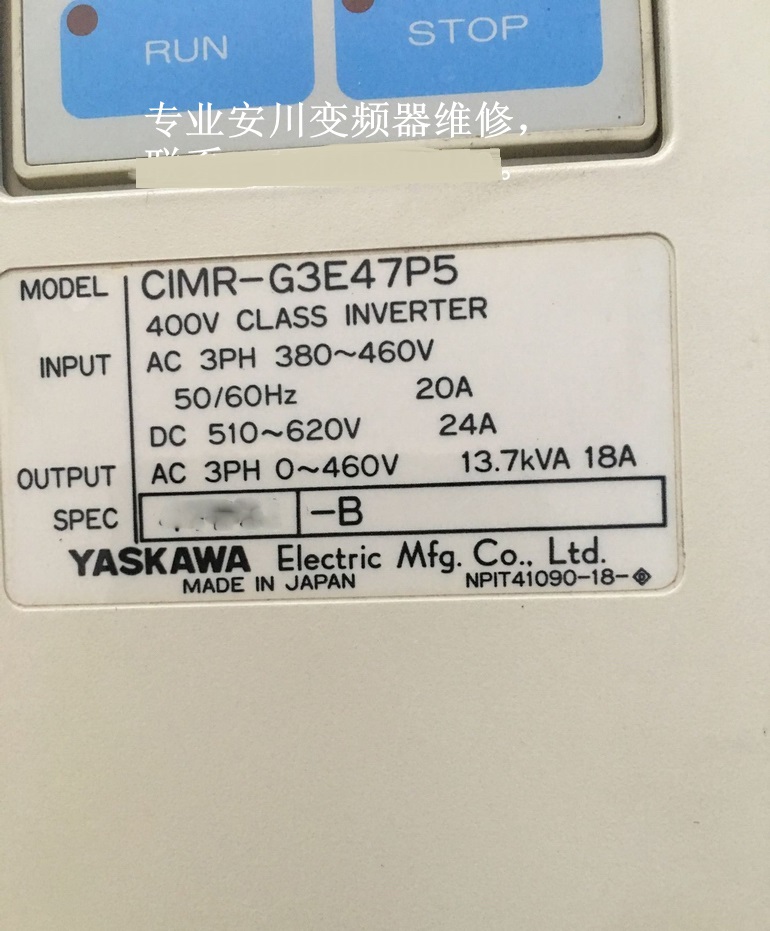 RUN STOP
专业安川变频器维修，
MODEL CIMR-G3E47P5
400V CLASS INVERTER
INPUT AC 3PH 380~460V
50/60Hz 20A
DC 510~620V 24A
OUTPUT AC 3PH 0~460V 13.7kVA 18A
SPEC -B
YASKAWA Electric Mfg. Co., Ltd.
MADE IN JAPAN NPIT41090-18-